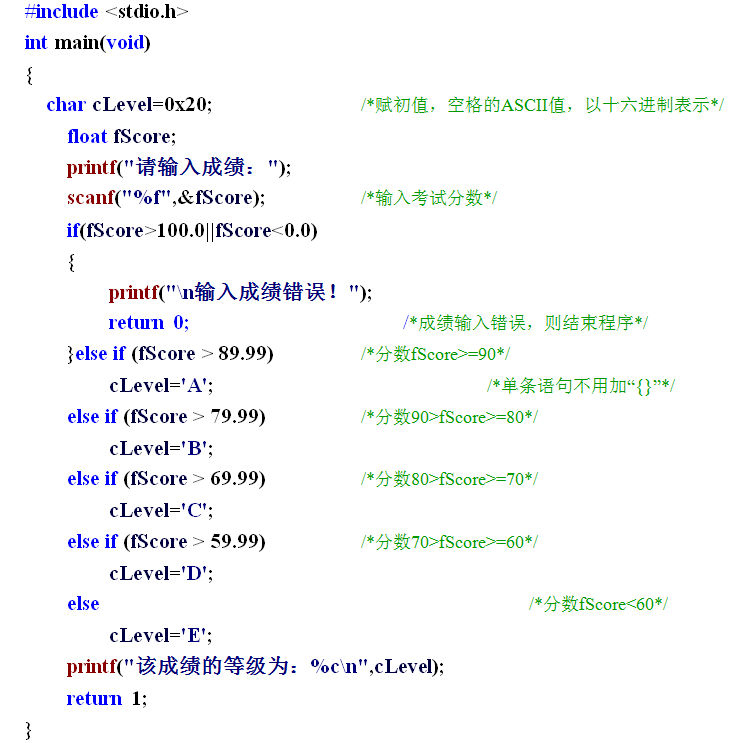 #include <stdio.h>
int main(void)
{
char cLevel=0x20; /*赋初值，空格的ASCII值，以十六进制表示*/
float fScore;
printf("请输入成绩：");
scanf("%f",&fScore); /*输入考试分数*/
if(fScore>100.0||fScore<0.0)
{
printf("\n输入成绩错误！");
return 0; /*成绩输入错误，则结束程序*/
}else if (fScore > 89.99) /*分数fScore>=90*/
cLevel='A'; /*单条语句不用加“{}”*/
else if (fScore > 79.99) /*分数90>fScore>=80*/
cLevel='B';
else if (fScore > 69.99) /*分数80>fScore>=70*/
cLevel='C';
else if (fScore > 59.99) /*分数70>fScore>=60*/
cLevel='D';
else /*分数fScore<60*/
cLevel='E';
printf("该成绩的等级为：%c\n",cLevel);
return 1;
}